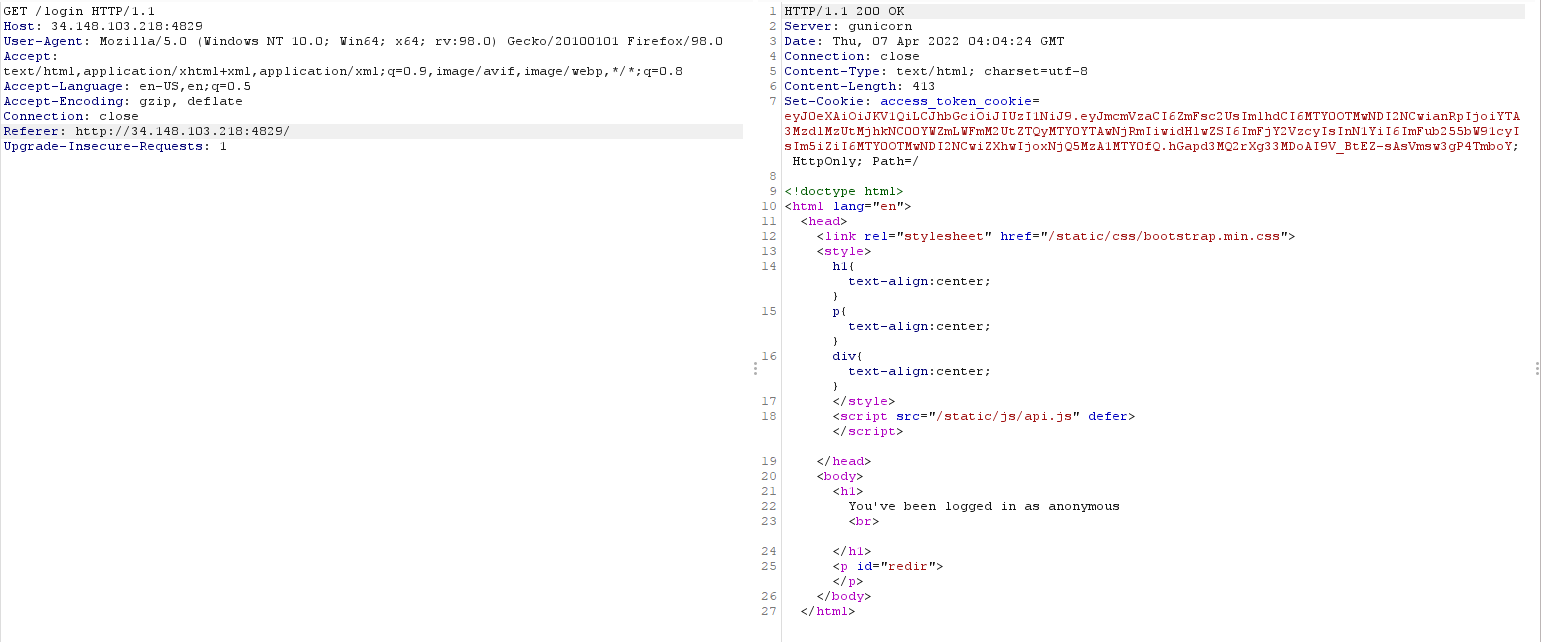 GET /login HTTP/1.1
Host: 34.148.103.218:4829
User-Agent: Mozilla/5.0 (Windows NT 10.0; Win64; x64; rv:98.0) Gecko/20100101 Firefox/98.0
Accept:
text/html,application/xhtml+xml,application/xml;q=0.9,image/avif,image/webp,*/*;q=0.8
Accept-Language: en-US,en;q=0.5
Accept-Encoding: gzip, deflate
Connection: close
Referer: http://34.148.103.218:4829/
Upgrade-Insecure-Requests: 1
1 HTTP/1.1 200 OK
2 Server: gunicorn
3 Date: Thu, 07 Apr 2022 04:04:24 GMT
4 Connection: close
5 Content-Type: text/html; charset=utf-8
6 Content-Length: 413
7 Set-Cookie: access_token_cookie=
eyJ0eXAiOiJKV1QiLCJhbGciOiJIUzI1NiJ9.eyJmcmVzaCI6ZmFsc2UsImlhdCI6MTY0OTMwNDI2NCwianRpIjoiYTA
3MzdlMzUtMjhkNC00YWZmLWFmM2UtZTQyMTY0YTAwNjRmIiwidHlwZSI6ImFjY2VzcyIsInN1YiI6ImFub255bW91cyI
sIm5iZiI6MTY0OTMwNDI2NCwiZXhwIjoxNjQ5MzA1MTY0fQ.hGapd3MQ2rXg33MDoAI9V_BtEZ-sAsVmsw3gP4TmboY;
HttpOnly; Path=/
8
9 <!doctype html>
10 <html lang="en">
11 <head>
12 <link rel="stylesheet" href="/static/css/bootstrap.min.css">
13 <style>
14 h1{
text-align:center;
}
15 p{
text-align:center;
}
16 div{
text-align:center;
}
17 </style>
18 <script src="/static/js/api.js" defer>
</script>
19 </head>
20 <body>
21 <h1>
22 You've been logged in as anonymous
23 <br>
24 </h1>
25 <p id="redir">
</p>
26 </body>
27 </html>